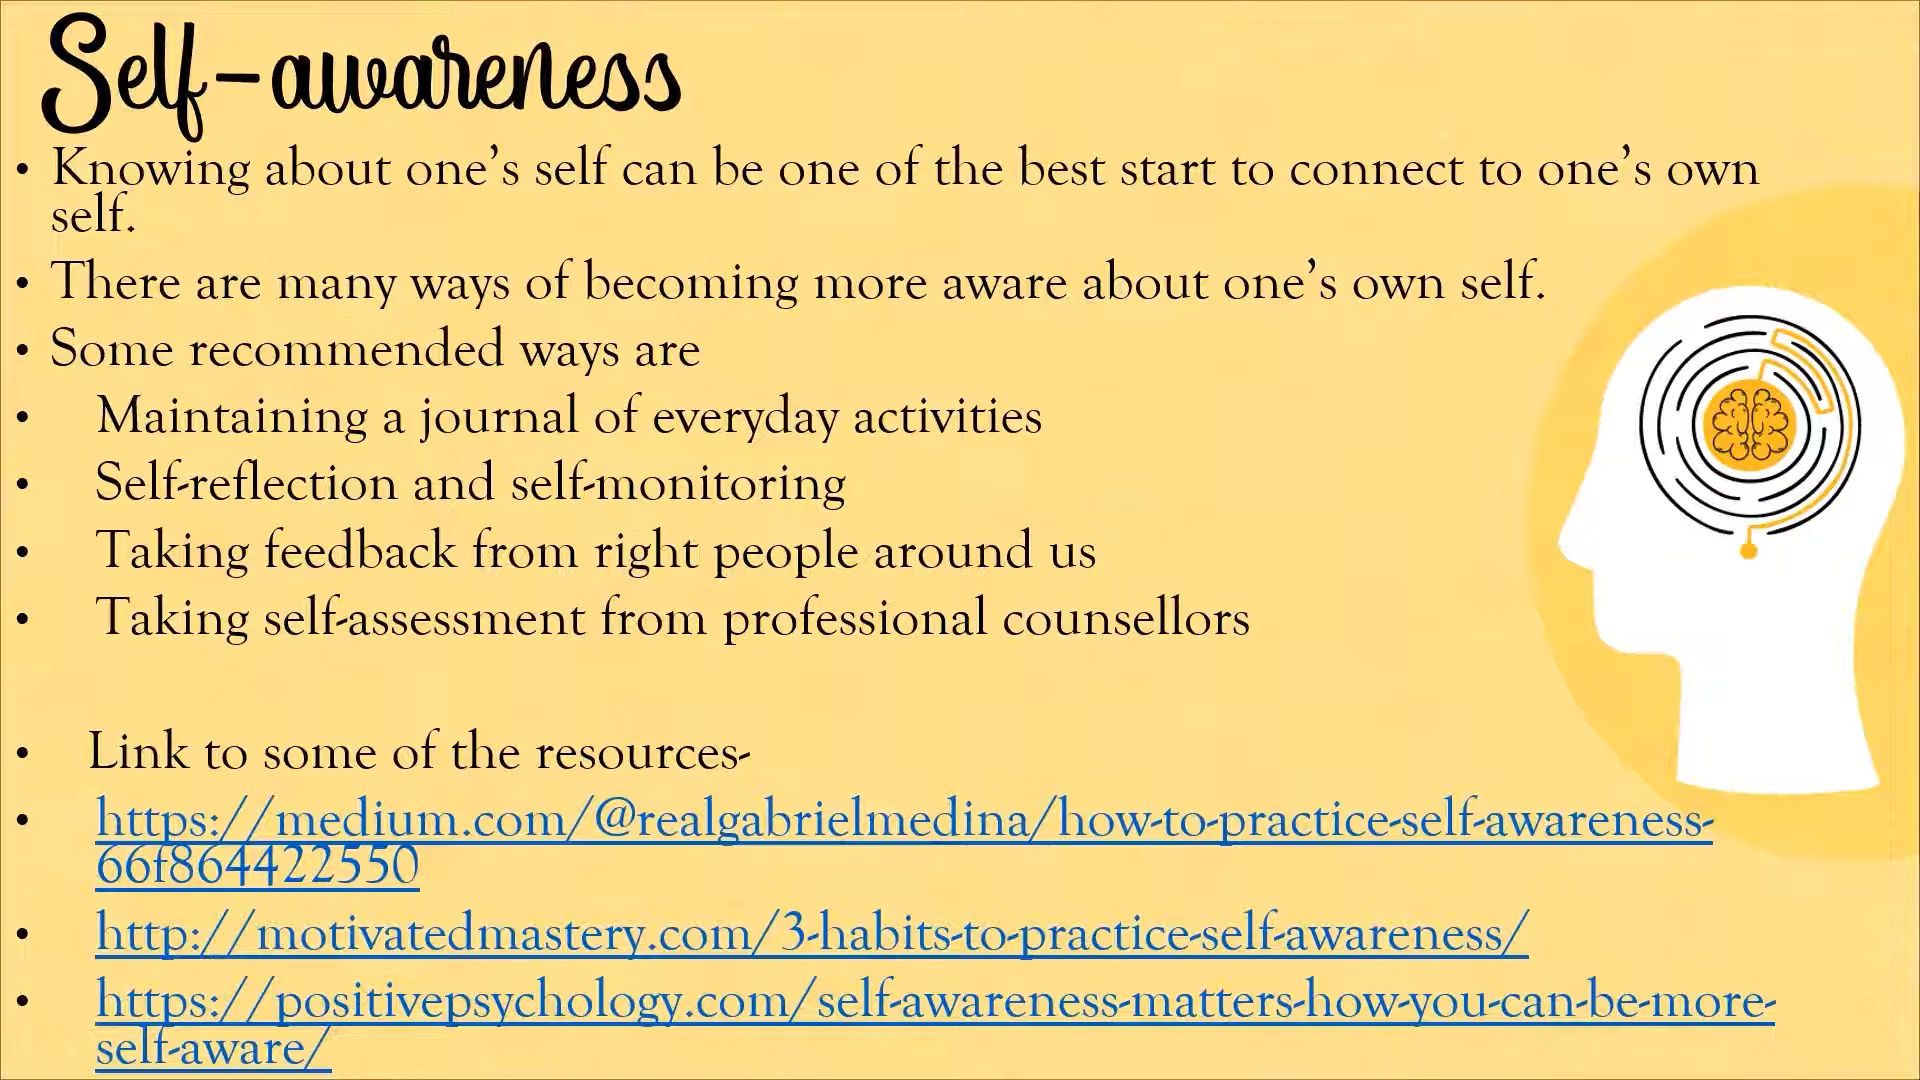 Self-awareness
• Knowing about one’s self can be one of the best start to connect to one’s own
self.
• There are many ways of becoming more aware about one’s own self.
• Some recommended ways are
• Maintaining a journal of everyday activities
• Self-reflection and self-monitoring
• Taking feedback from right people around us
• Taking self-assessment from professional counsellors
• Link to some of the resources-
• https://medium.com/@realgabrielmedina/how-to-practice-self-awareness-
66f864422550
• http://motivatedmastery.com/3-habits-to-practice-self-awareness/
• https://positivepsychology.com/self-awareness-matters-how-you-can-be-more-
self-aware/